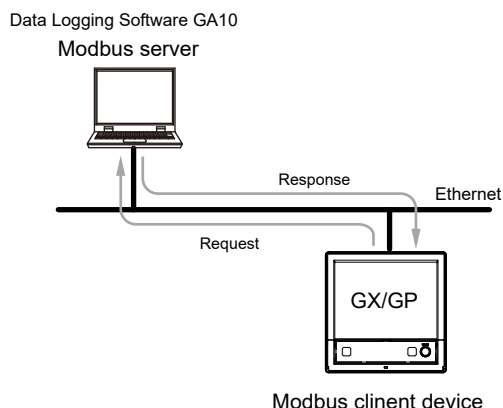 Data Logging Software GA10
Modbus server
Response
Ethernet
Request
GX/GP
Modbus clinent device